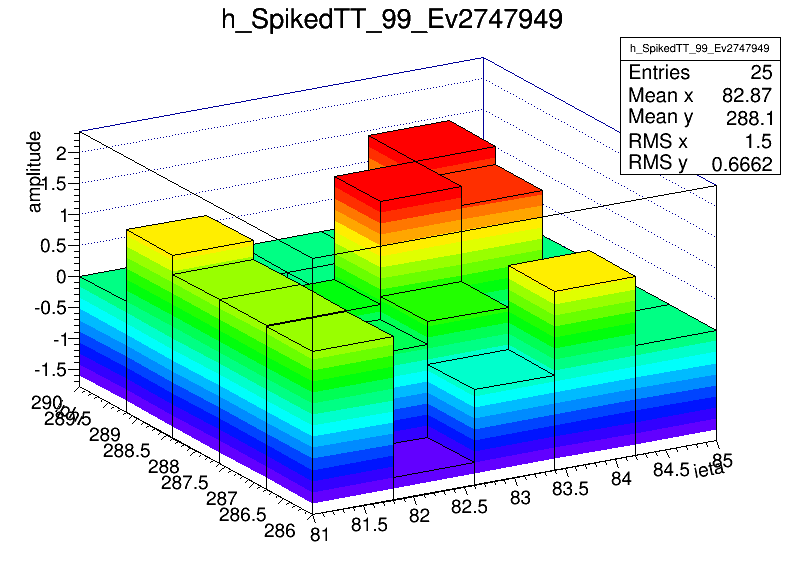 h_SpikedTT_99_Ev2747949
h_SpikedTT_99_Ev2747949
Entries 25
Mean x 82.87
Mean y 288.1
RMS x 1.5
RMS y 0.6662
amplitude
2
1.5
1
0.5
0
-0.5
-1
-1.5
290
289.5
289
288.5
288
287.5
287
286.5
286
81
81.5
82
82.5
83
83.5
84
84.5
85
ieta